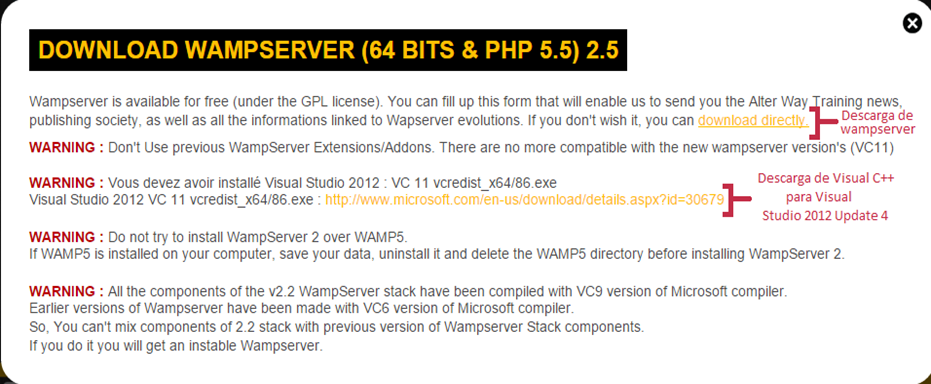 DOWNLOAD WAMPSERVER (64 BITS & PHP 5.5) 2.5
Wampserver is available for free (under the GPL license). You can fill up this form that will enable us to send you the Alter Way Training news,
publishing society, as well as all the informations linked to Wapserver evolutions. If you don't wish it, you can download directly.
Descarga de
wampserver
WARNING : Don't Use previous WampServer Extensions/Addons. There are no more compatible with the new wampserver version's (VC11)
WARNING : Vous devez avoir installé Visual Studio 2012 : VC 11 vcredist_x64/86.exe
Visual Studio 2012 VC 11 vcredist_x64/86.exe : http://www.microsoft.com/en-us/download/details.aspx?id=30679
Descarga de Visual C++
para Visual
Studio 2012 Update 4
WARNING : Do not try to install WampServer 2 over WAMP5.
If WAMP5 is installed on your computer, save your data, uninstall it and delete the WAMP5 directory before installing WampServer 2.
WARNING : All the components of the v2.2 WampServer stack have been compiled with VC9 version of Microsoft compiler.
Earlier versions of Wampserver have been made with VC6 version of Microsoft compiler.
So, You can't mix components of 2.2 stack with previous version of Wampserver Stack components.
If you do it you will get an instable Wampserver.